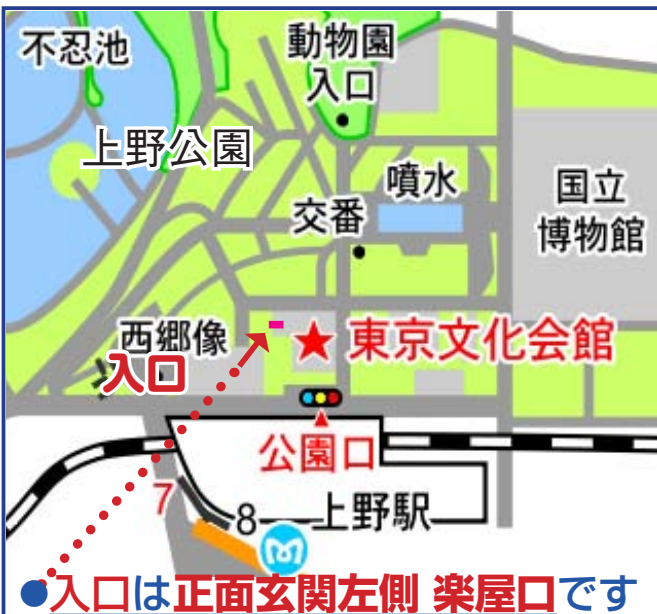 不忍池
動物園
入口
上野公園
噴水
国立
博物館
交番
西郷像
入口
東京文化会館
公園口
7
8
上野駅
●入口は正面玄関左側 楽屋口です